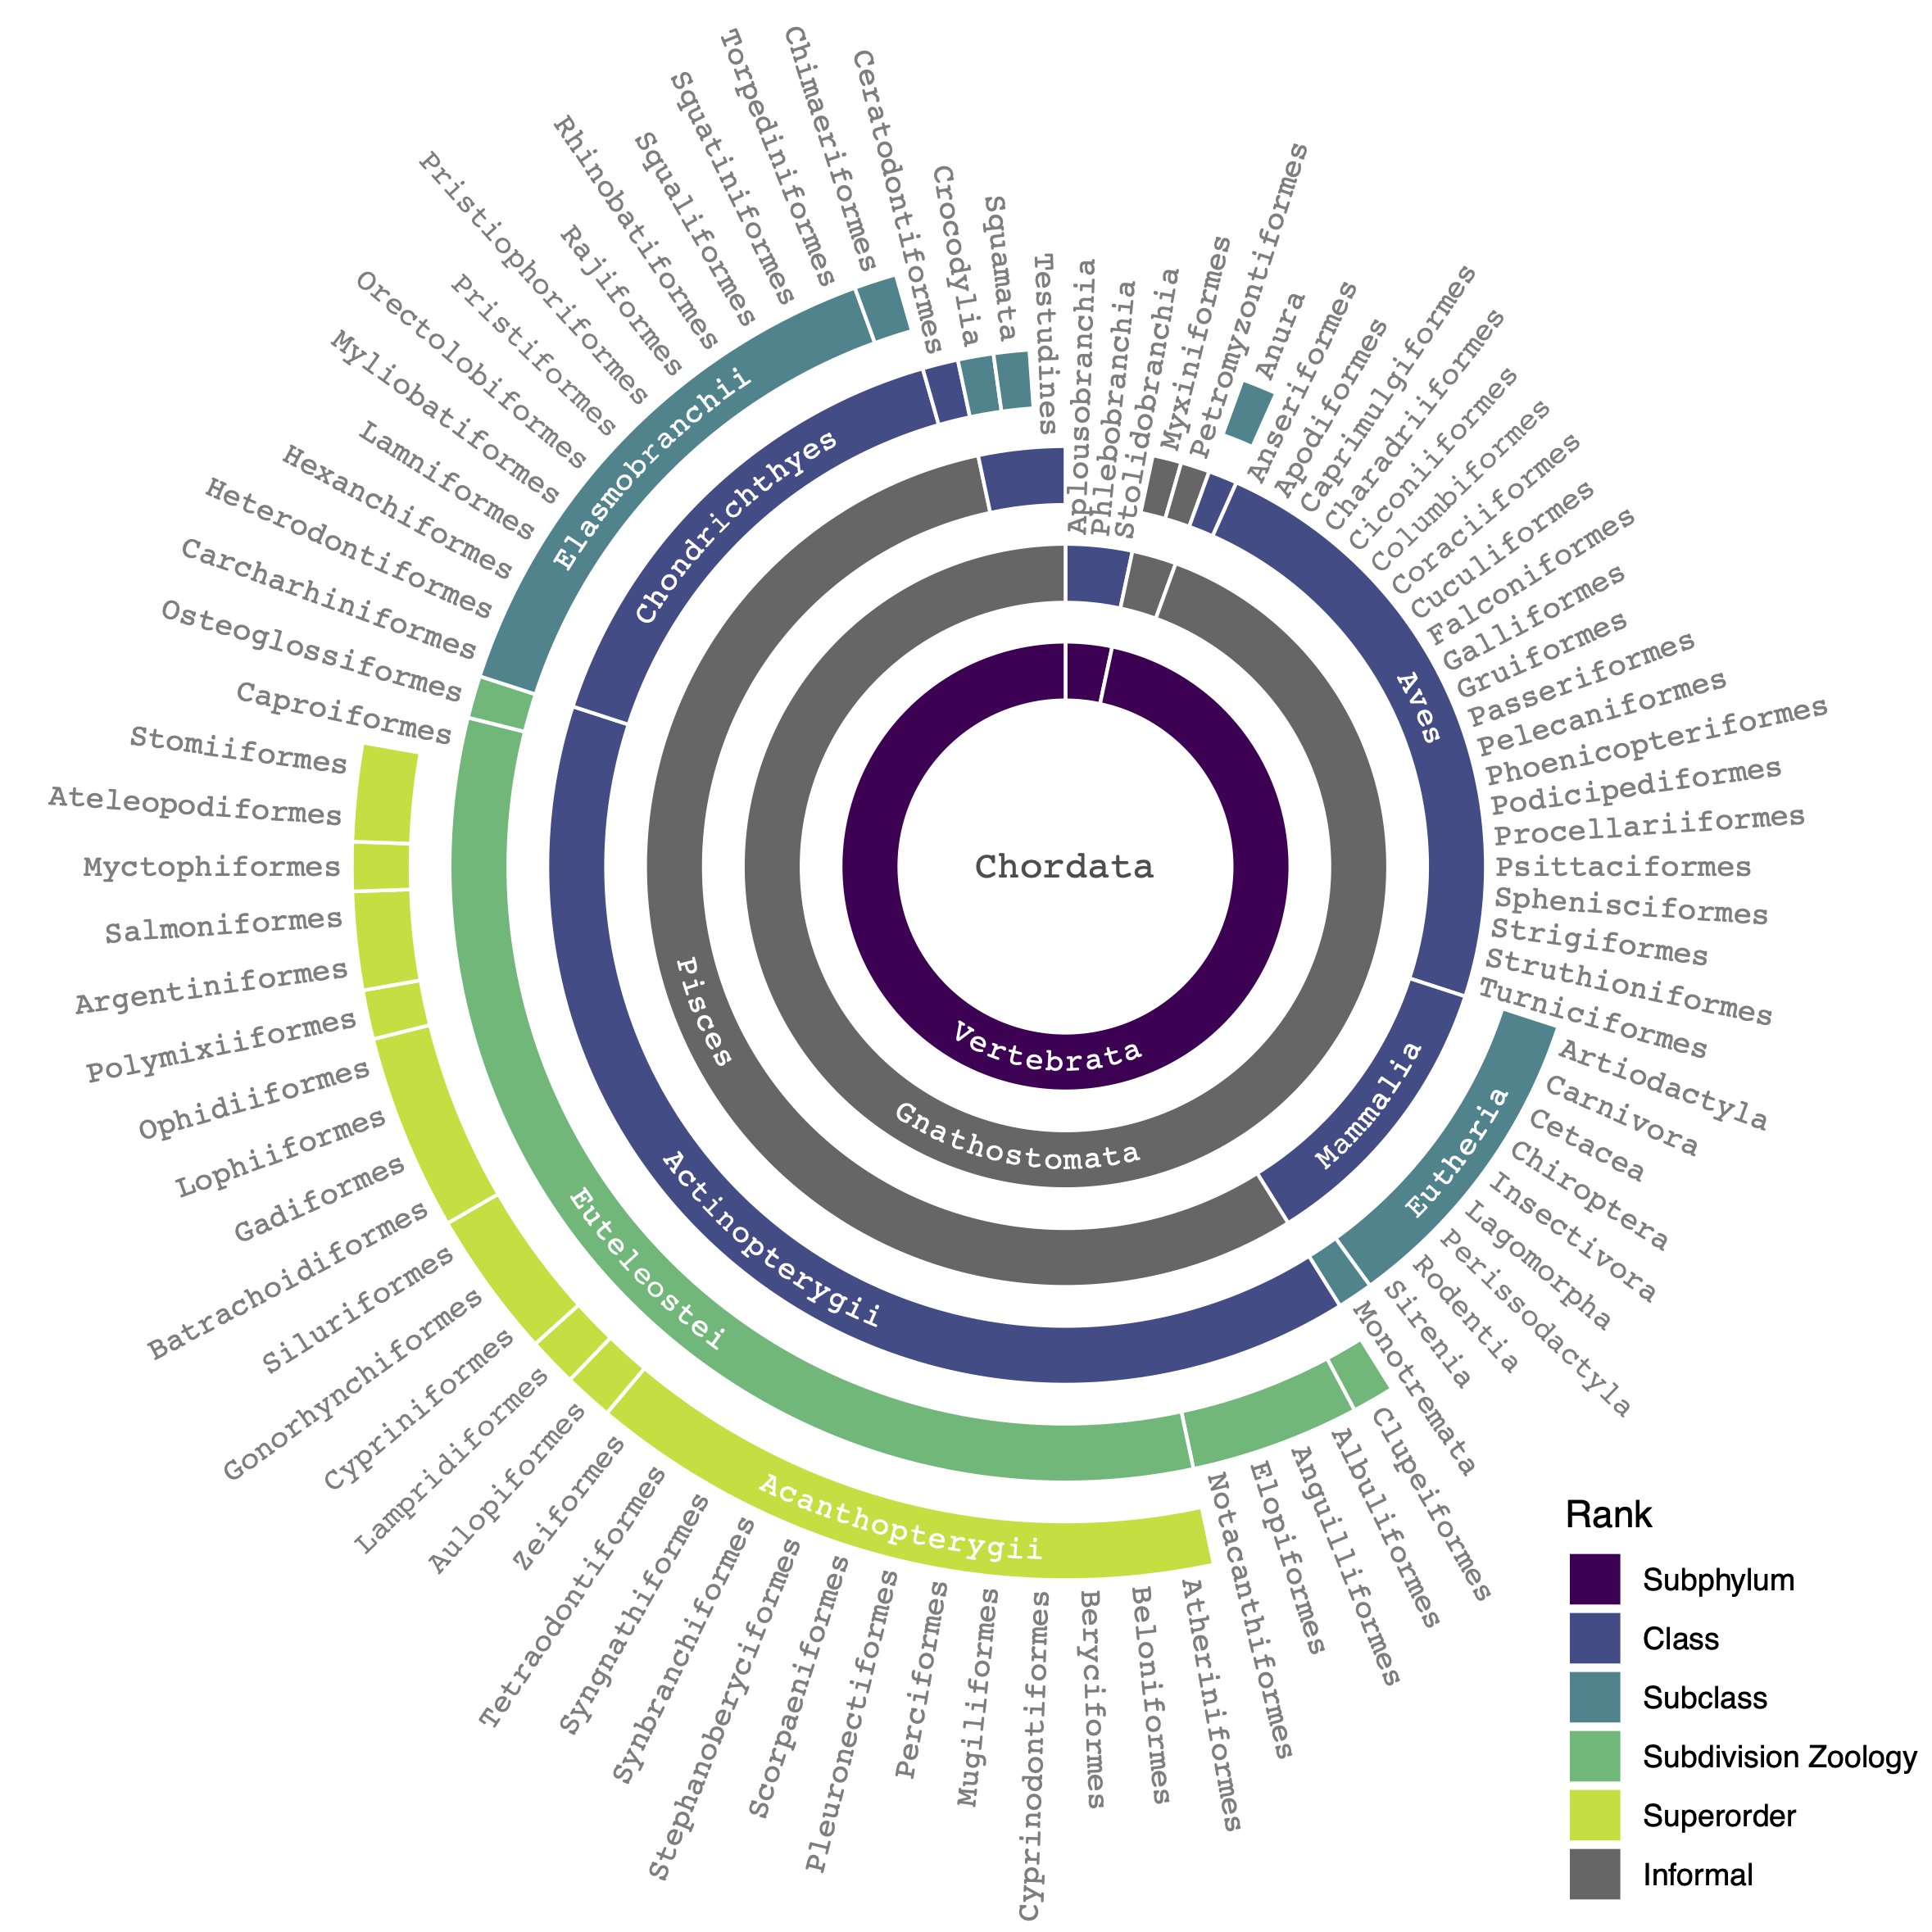 Chordata
Vertebrata
Gnathostomata
Pisces
Aves
Mammalia
Actinopterygii
Chondrichthyes
Eutheria
Euteleostei
Elasmobranchii
Acanthopterygii
Aplousobranchia
Phlebobranchia
Stolidobranchia
Myxiniformes
Petromyzontiformes
Anura
Anseriformes
Apodiformes
Caprimulgiformes
Charadriiformes
Ciconiiformes
Columbiformes
Coraciiformes
Cuculiformes
Falconiformes
Galliformes
Gruiformes
Passeriformes
Pelecaniformes
Phoenicopteriformes
Podicipediformes
Procellariiformes
Psittaciformes
Sphenisciformes
Strigiformes
Struthioniformes
Turniciformes
Artiodactyla
Carnivora
Cetacea
Chiroptera
Insectivora
Lagomorpha
Perissodactyla
Rodentia
Sirenia
Monotremata
Clupeiformes
Albuliformes
Anguilliformes
Elopiformes
Notacanthiformes
Atheriniformes
Beloniformes
Beryciformes
Cyprinodontiformes
Mugiliformes
Perciformes
Pleuronectiformes
Scorpaeniformes
Stephanoberyciformes
Synbranchiformes
Syngnathiformes
Tetraodontiformes
Zeiformes
Aulopiformes
Lampridiformes
Cypriniformes
Gonorhynchiformes
Siluriformes
Batrachoidiformes
Gadiformes
Lophiiformes
Ophidiiformes
Polymixiiformes
Argentiniformes
Salmoniformes
Myctophiformes
Ateleopodiformes
Stomiiformes
Caproiformes
Osteoglossiformes
Carcharhiniformes
Heterodontiformes
Hexanchiformes
Lamniformes
Myliobatiformes
Orectolobiformes
Pristiformes
Pristiophoriformes
Rajiformes
Rhinobatiformes
Squaliformes
Squatiniformes
Torpediniformes
Chimaeriformes
Ceratodontiformes
Crocodylia
Squamata
Testudines
Rank
Subphylum
Class
Subclass
Subdivision Zoology
Superorder
Informal